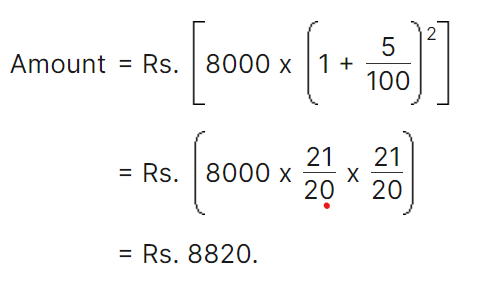 Amount = Rs. [8000 x (1 + 5/100)²]
= Rs. (8000 x 21/20 x 21/20)
= Rs. 8820.